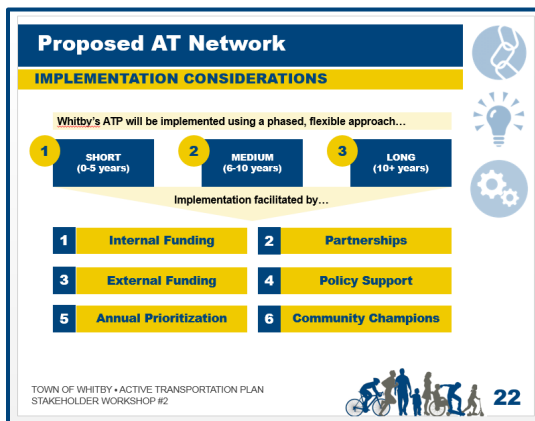 Proposed AT Network
IMPLEMENTATION CONSIDERATIONS
Whitby's ATP will be implemented using a phased, flexible approach...
1
SHORT
(0-5 years)
2
MEDIUM
(6-10 years)
3
LONG
(10+ years)
Implementation facilitated by...
1 Internal Funding
2 Partnerships
3 External Funding
4 Policy Support
5 Annual Prioritization
6 Community Champions
TOWN OF WHITBY • ACTIVE TRANSPORTATION PLAN
STAKEHOLDER WORKSHOP #2
22